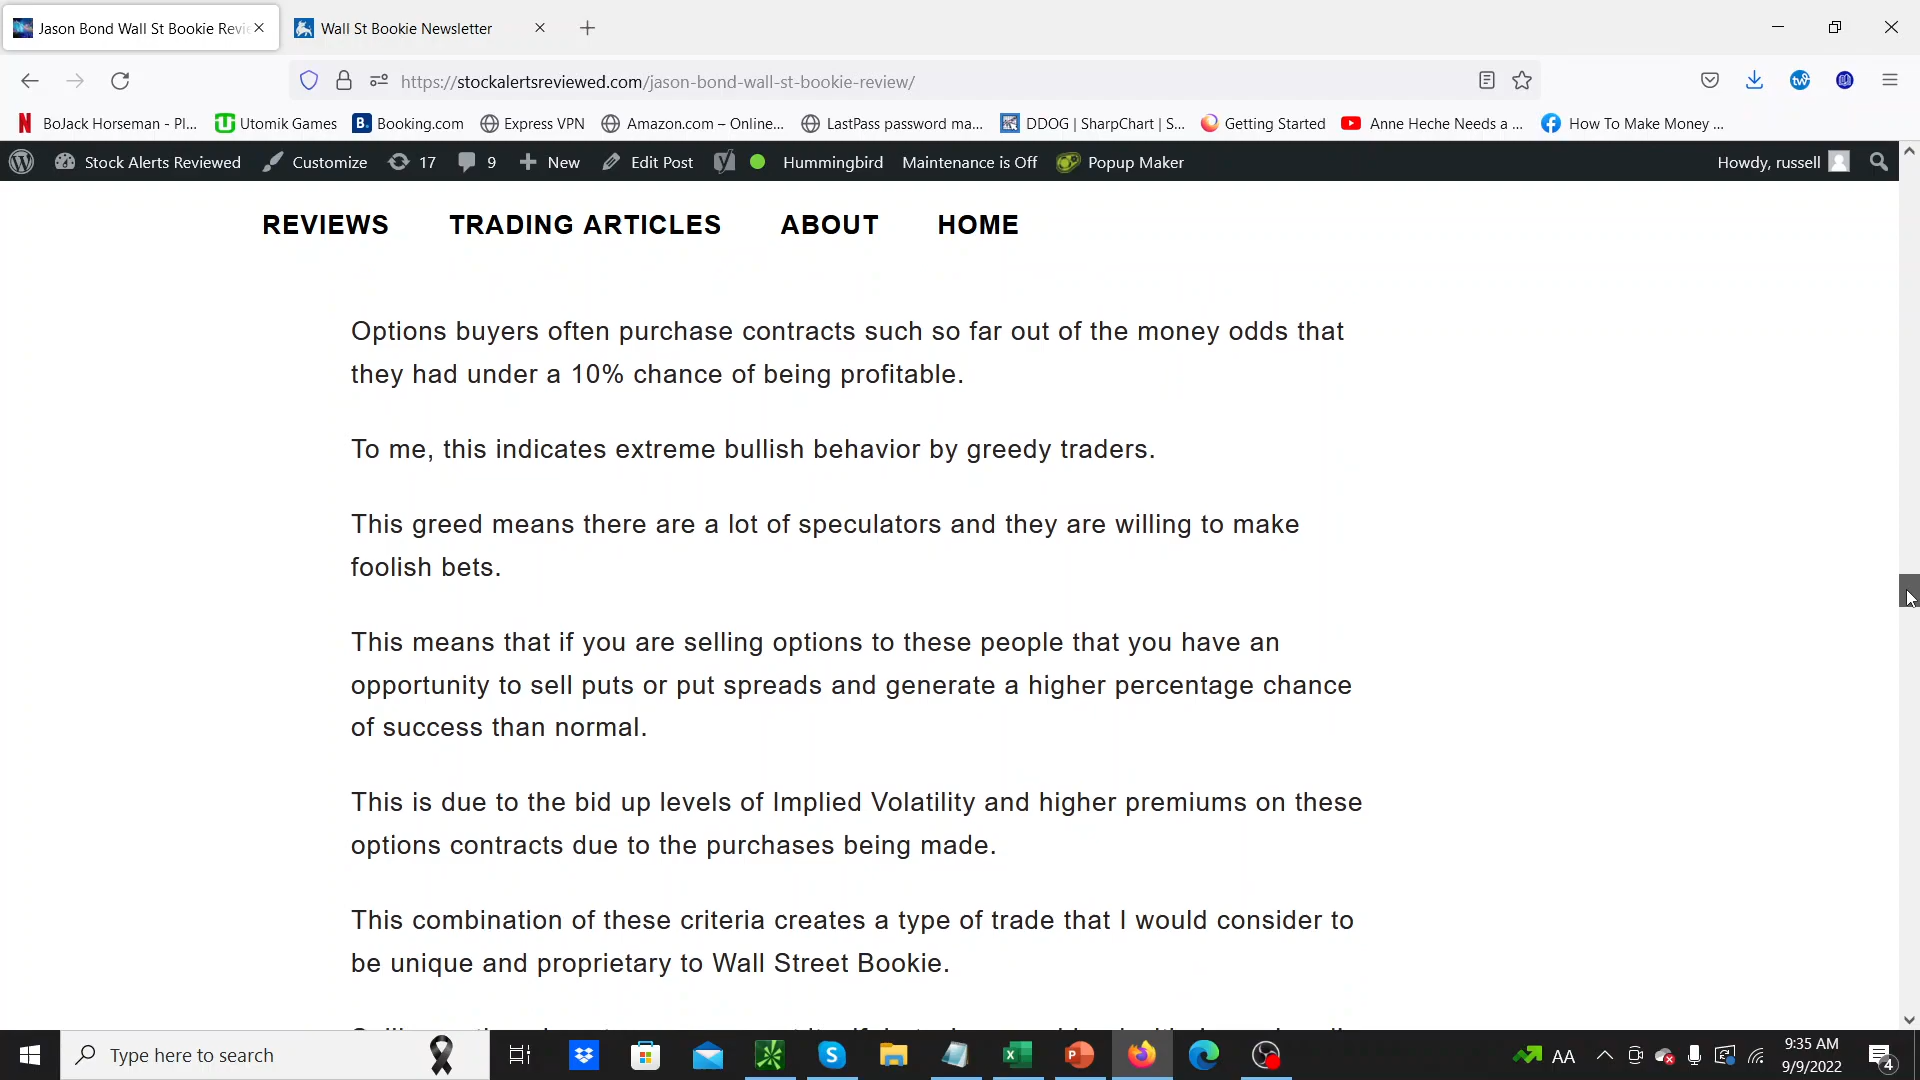 Jason Bond Wall St Bookie Revi
Wall St Bookie Newsletter
https://stockalertsreviewed.com/jason-bond-wall-st-bookie-review/
BoJack Horseman - Pl...
Utomik Games
Booking.com
Express VPN
Amazon.com – Online...
LastPass password ma...
DDOG | SharpChart | S...
Getting Started
Anne Heche Needs a ...
How To Make Money ...
Stock Alerts Reviewed
Customize
17
9
New
Edit Post
Hummingbird
Maintenance is Off
Popup Maker
Howdy, russell
REVIEWS
TRADING ARTICLES
ABOUT
HOME
Options buyers often purchase contracts such so far out of the money odds that
they had under a 10% chance of being profitable.
To me, this indicates extreme bullish behavior by greedy traders.
This greed means there are a lot of speculators and they are willing to make
foolish bets.
This means that if you are selling options to these people that you have an
opportunity to sell puts or put spreads and generate a higher percentage chance
of success than normal.
This is due to the bid up levels of Implied Volatility and higher premiums on these
options contracts due to the purchases being made.
This combination of these criteria creates a type of trade that I would consider to
be unique and proprietary to Wall Street Bookie.
Type here to search
AA
9:35 AM
9/9/2022
4